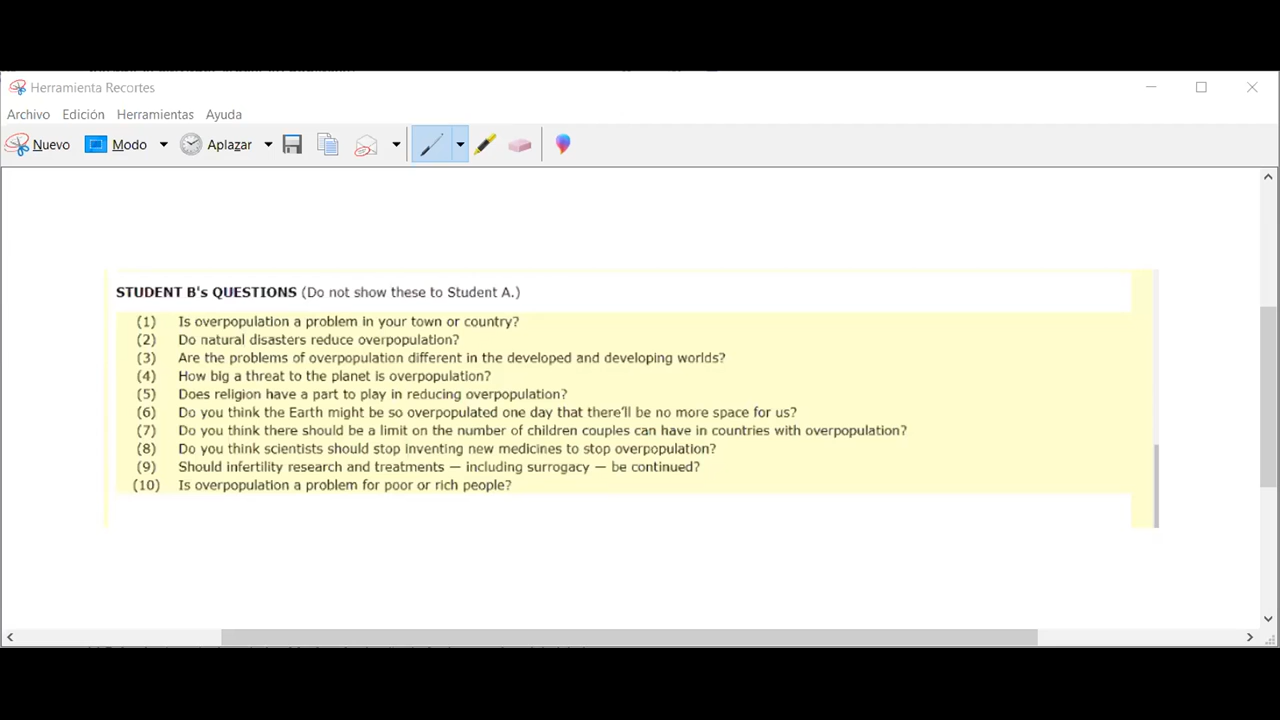 Herramienta Recortes
Archivo Edición Herramientas Ayuda
Nuevo Modo Aplazar
STUDENT B's QUESTIONS (Do not show these to Student A.)
(1) Is overpopulation a problem in your town or country?
(2) Do natural disasters reduce overpopulation?
(3) Are the problems of overpopulation different in the developed and developing worlds?
(4) How big a threat to the planet is overpopulation?
(5) Does religion have a part to play in reducing overpopulation?
(6) Do you think the Earth might be so overpopulated one day that there'll be no more space for us?
(7) Do you think there should be a limit on the number of children couples can have in countries with overpopulation?
(8) Do you think scientists should stop inventing new medicines to stop overpopulation?
(9) Should infertility research and treatments — including surrogacy — be continued?
(10) Is overpopulation a problem for poor or rich people?